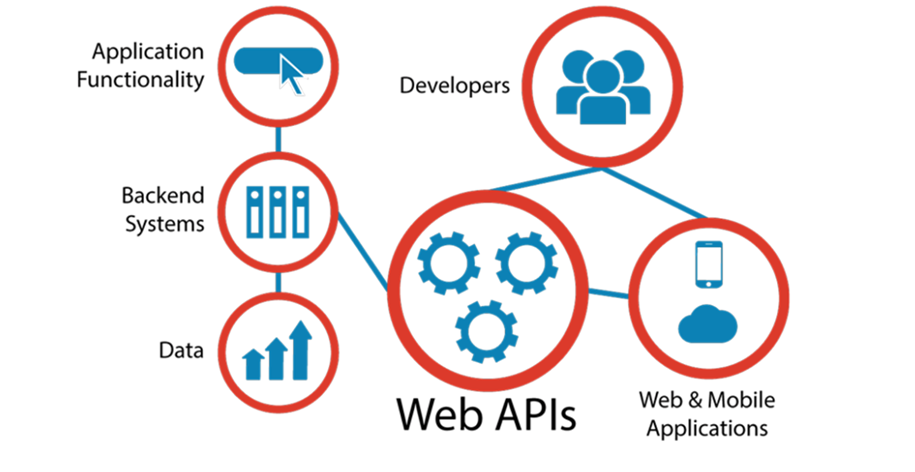 Application
Functionality
Developers
Backend
Systems
Data
Web APIs
Web & Mobile
Applications